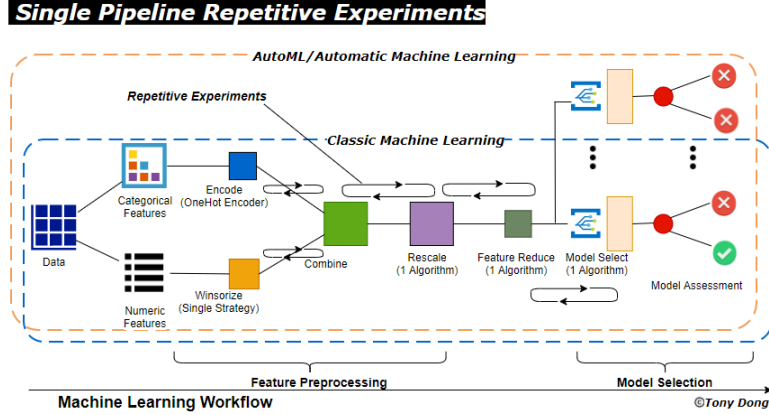 Single Pipeline Repetitive Experiments
AutoML/Automatic Machine Learning
Repetitive Experiments
Classic Machine Learning
Categorical
Features
Encode
(OneHot Encoder)
Data
Combine
Rescale
(1 Algorithm)
Feature Reduce
(1 Algorithm)
Model Select
(1 Algorithm)
Model Assessment
Numeric
Features
Winsorize
(Single Strategy)
Feature Preprocessing
Model Selection
Machine Learning Workflow
©Tony Dong